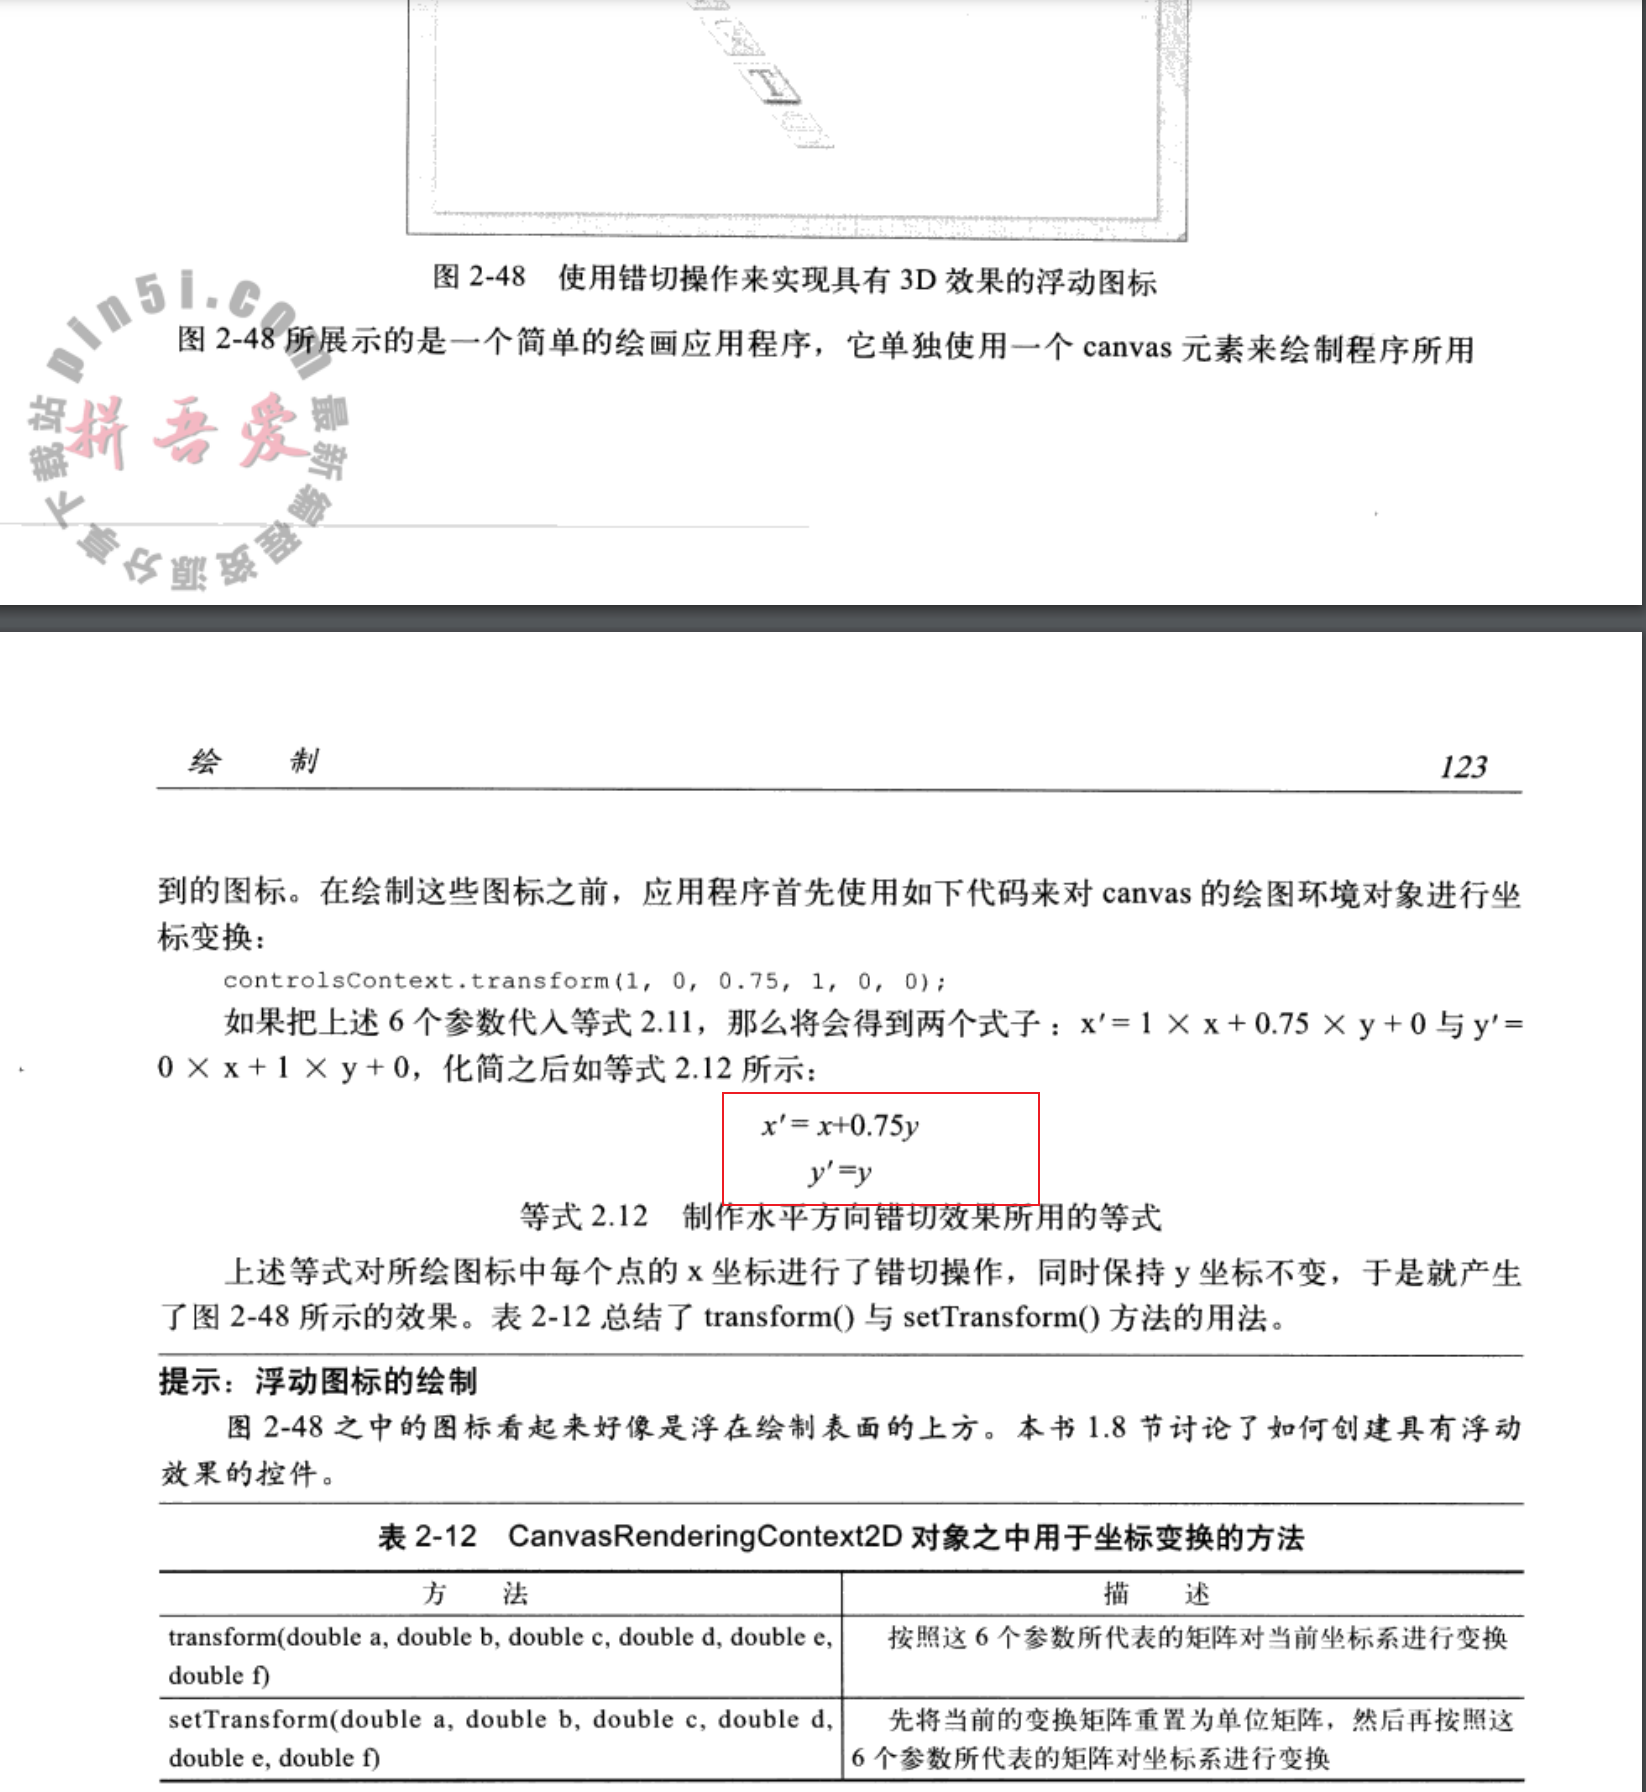 T
图 2-48 使用错切操作来实现具有 3D 效果的浮动图标
图 2-48 所展示的是一个简单的绘画应用程序，它单独使用一个 canvas 元素来绘制程序所用
pin5i.com
拼吾爱
最新编程资源分享下载站
绘 制
123
到的图标。在绘制这些图标之前，应用程序首先使用如下代码来对 canvas 的绘图环境对象进行坐
标变换：
controlsContext.transform(1, 0, 0.75, 1, 0, 0);
如果把上述 6 个参数代入等式 2.11，那么将会得到两个式子：x′= 1 × x + 0.75 × y + 0 与 y′=
0 × x + 1 × y + 0，化简之后如等式 2.12 所示：
x′= x+0.75y
y′=y
等式 2.12 制作水平方向错切效果所用的等式
上述等式对所绘图标中每个点的 x 坐标进行了错切操作，同时保持 y 坐标不变，于是就产生
了图 2-48 所示的效果。表 2-12 总结了 transform() 与 setTransform() 方法的用法。
提示：浮动图标的绘制
图 2-48 之中的图标看起来好像是浮在绘制表面的上方。本书 1.8 节讨论了如何创建具有浮动
效果的控件。
表 2-12 CanvasRenderingContext2D 对象之中用于坐标变换的方法
方 法 描 述
transform(double a, double b, double c, double d, double e, 按照这 6 个参数所代表的矩阵对当前坐标系进行变换
double f)
setTransform(double a, double b, double c, double d, 先将当前的变换矩阵重置为单位矩阵，然后再按照这
double e, double f) 6 个参数所代表的矩阵对坐标系进行变换